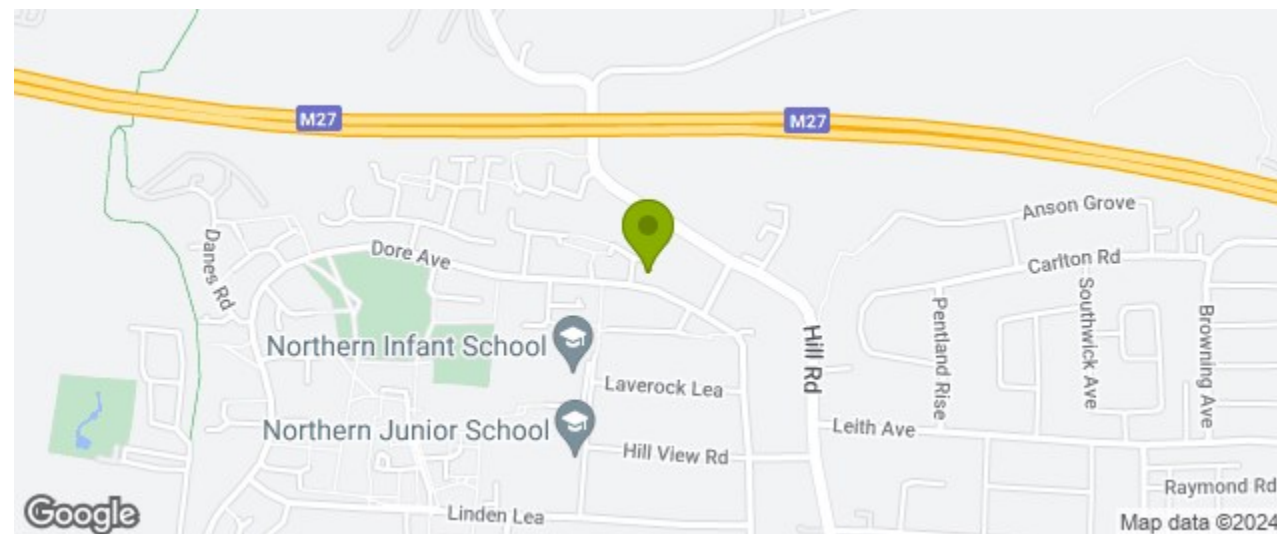 M27
M27
Anson Grove
Danes Rd
Dore Ave
Carlton Rd
Southwick Ave
Pentland Rise
Browning Ave
Northern Infant School
Hill Rd
Laverock Lea
Northern Junior School
Leith Ave
Hill View Rd
Raymond Rd
Linden Lea
Google
Map data ©2024